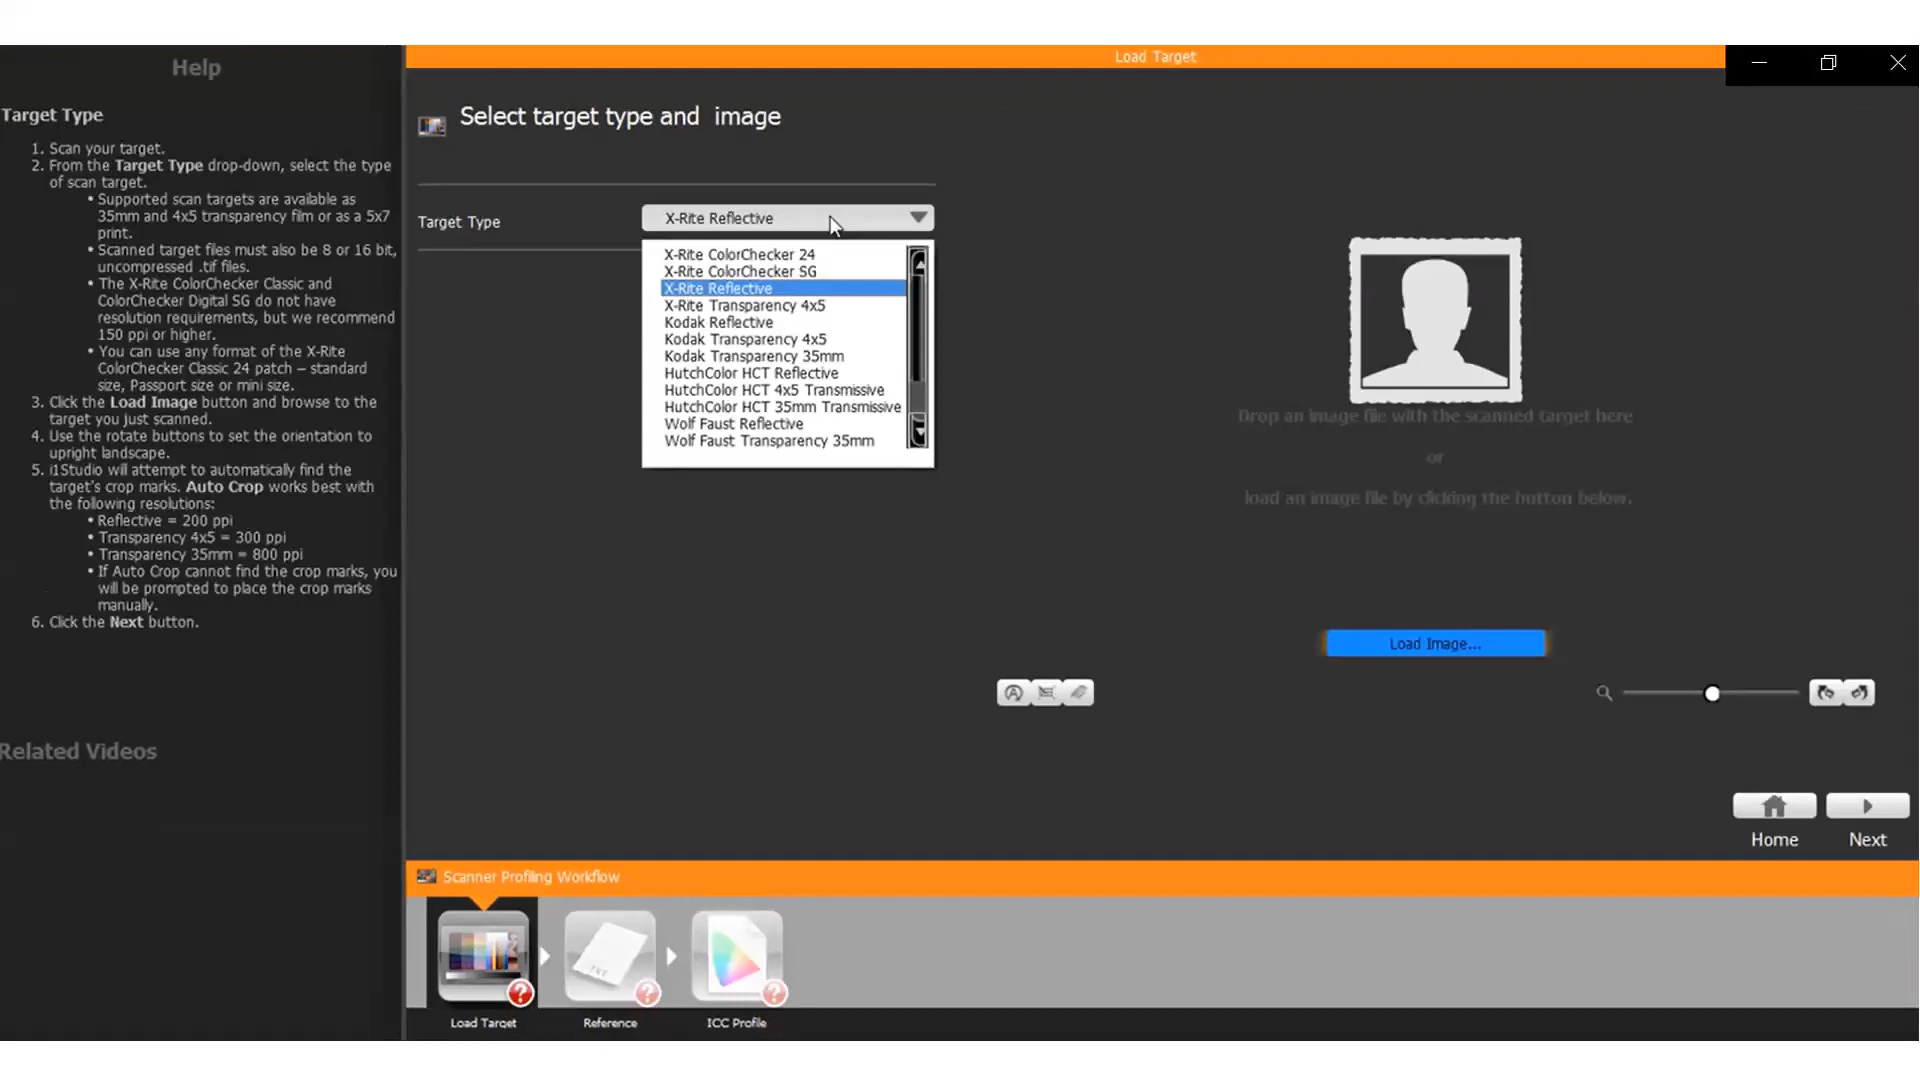 Help
Target Type
1. Scan your target.
2. From the Target Type drop-down, select the type
of scan target.
• Supported scan targets are available as
35mm and 4x5 transparency film or as a 5x7
print.
• Scanned target files must also be 8 or 16 bit,
uncompressed .tif files.
• The X-Rite ColorChecker Classic and
ColorChecker Digital SG do not have
resolution requirements, but we recommend
150 ppi or higher.
• You can use any format of the X-Rite
ColorChecker Classic 24 patch – standard
size, Passport size or mini size.
3. Click the Load Image button and browse to the
target you just scanned.
4. Use the rotate buttons to set the orientation to
upright landscape.
5. i1Studio will attempt to automatically find the
target's crop marks. Auto Crop works best with
the following resolutions:
• Reflective = 200 ppi
• Transparency 4x5 = 300 ppi
• Transparency 35mm = 800 ppi
• If Auto Crop cannot find the crop marks, you
will be prompted to place the crop marks
manually.
6. Click the Next button.
Related Videos
Load Target
Select target type and image
Target Type
X-Rite Reflective
X-Rite ColorChecker 24
X-Rite ColorChecker SG
X-Rite Reflective
X-Rite Transparency 4x5
Kodak Reflective
Kodak Transparency 4x5
Kodak Transparency 35mm
HutchColor HCT Reflective
HutchColor HCT 4x5 Transmissive
HutchColor HCT 35mm Transmissive
Wolf Faust Reflective
Wolf Faust Transparency 35mm
Drop an image file with the scanned target here
or
load an image file by clicking the button below.
Load Image...
Home
Next
Scanner Profiling Workflow
TXT
Load Target
Reference
ICC Profile